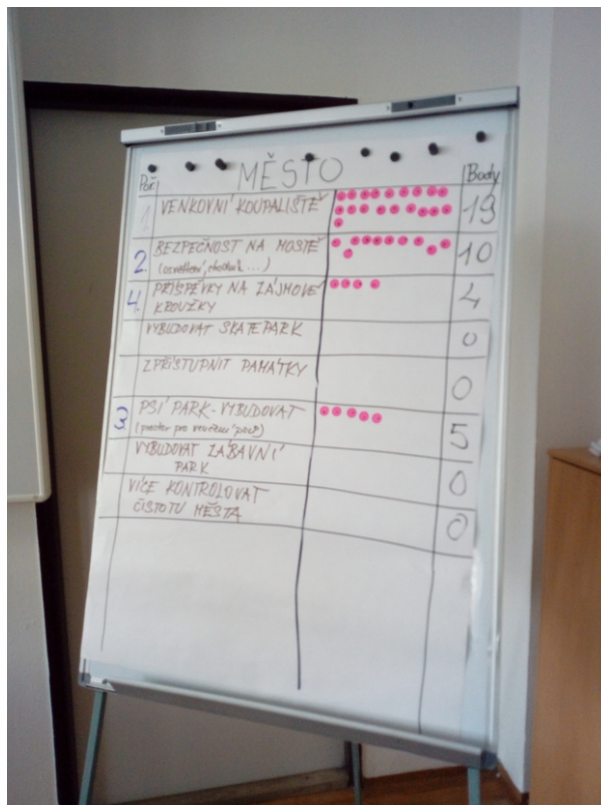 MĚSTO
Poř. Body
1. VENKOVNÍ KOUPALIŠTĚ 19
2. BEZPEČNOST NA MOSTĚ 10
(osvětlení, chodník ...)
4. PŘÍSPĚVKY NA ZÁJMOVÉ 4
KROUŽKY
VYBUDOVAT SKATEPARK 0
ZPŘÍSTUPNIT PAMÁTKY 0
3. PSÍ PARK - VYBUDOVAT 5
(prostor pro venčení psů)
VYBUDOVAT ZÁBAVNÍ 0
PARK
VÍCE KONTROLOVAT 0
ČISTOTU MĚSTA